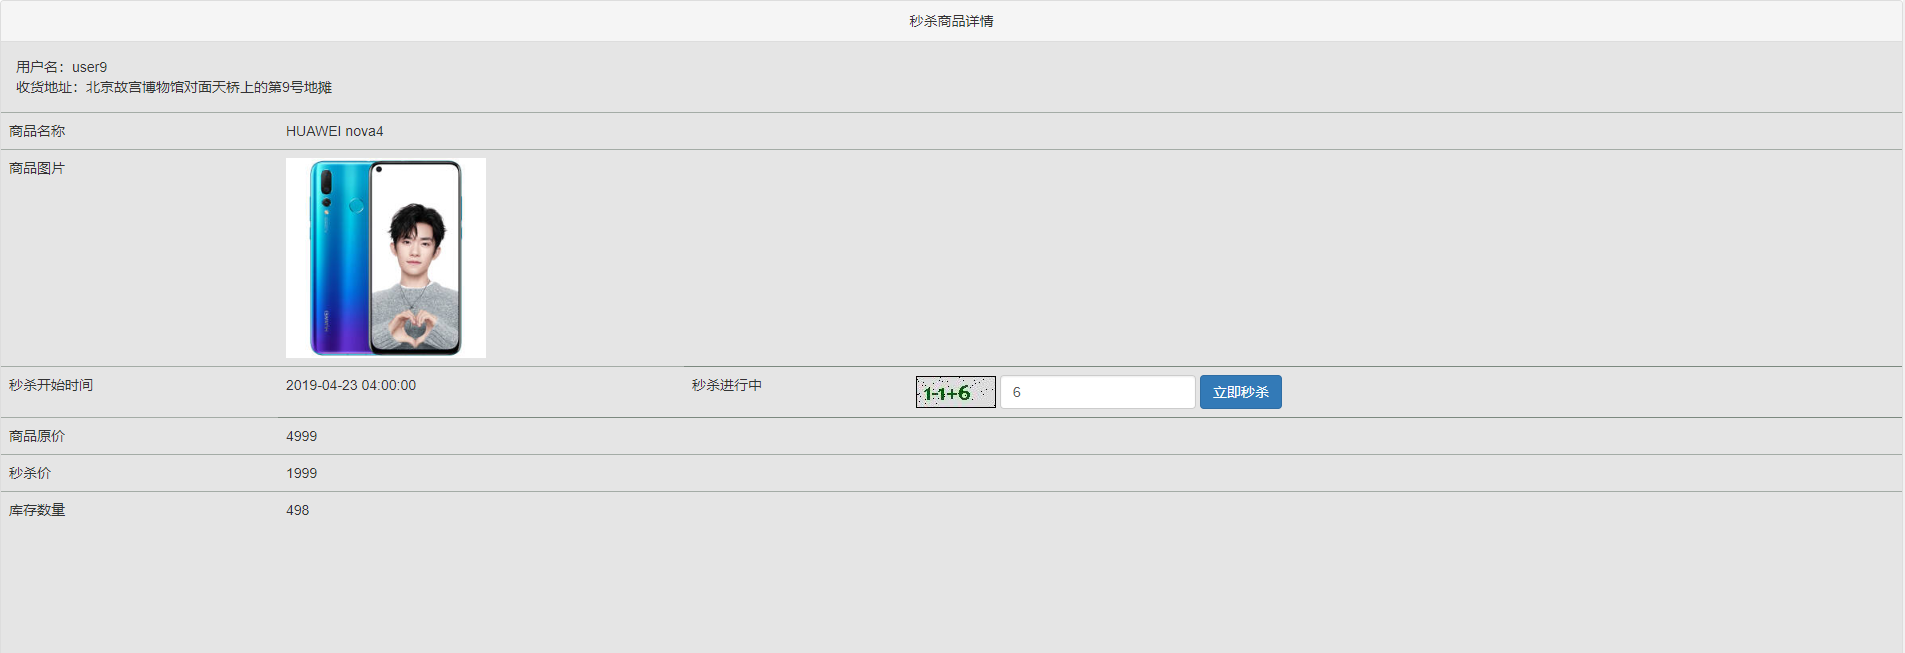 秒杀商品详情
用户名：user9
收货地址：北京故宫博物馆对面天桥上的第9号地摊
商品名称 HUAWEI nova4
商品图片
秒杀开始时间 2019-04-23 04:00:00 秒杀进行中 1-1+6 6 立即秒杀
商品原价 4999
秒杀价 1999
库存数量 498